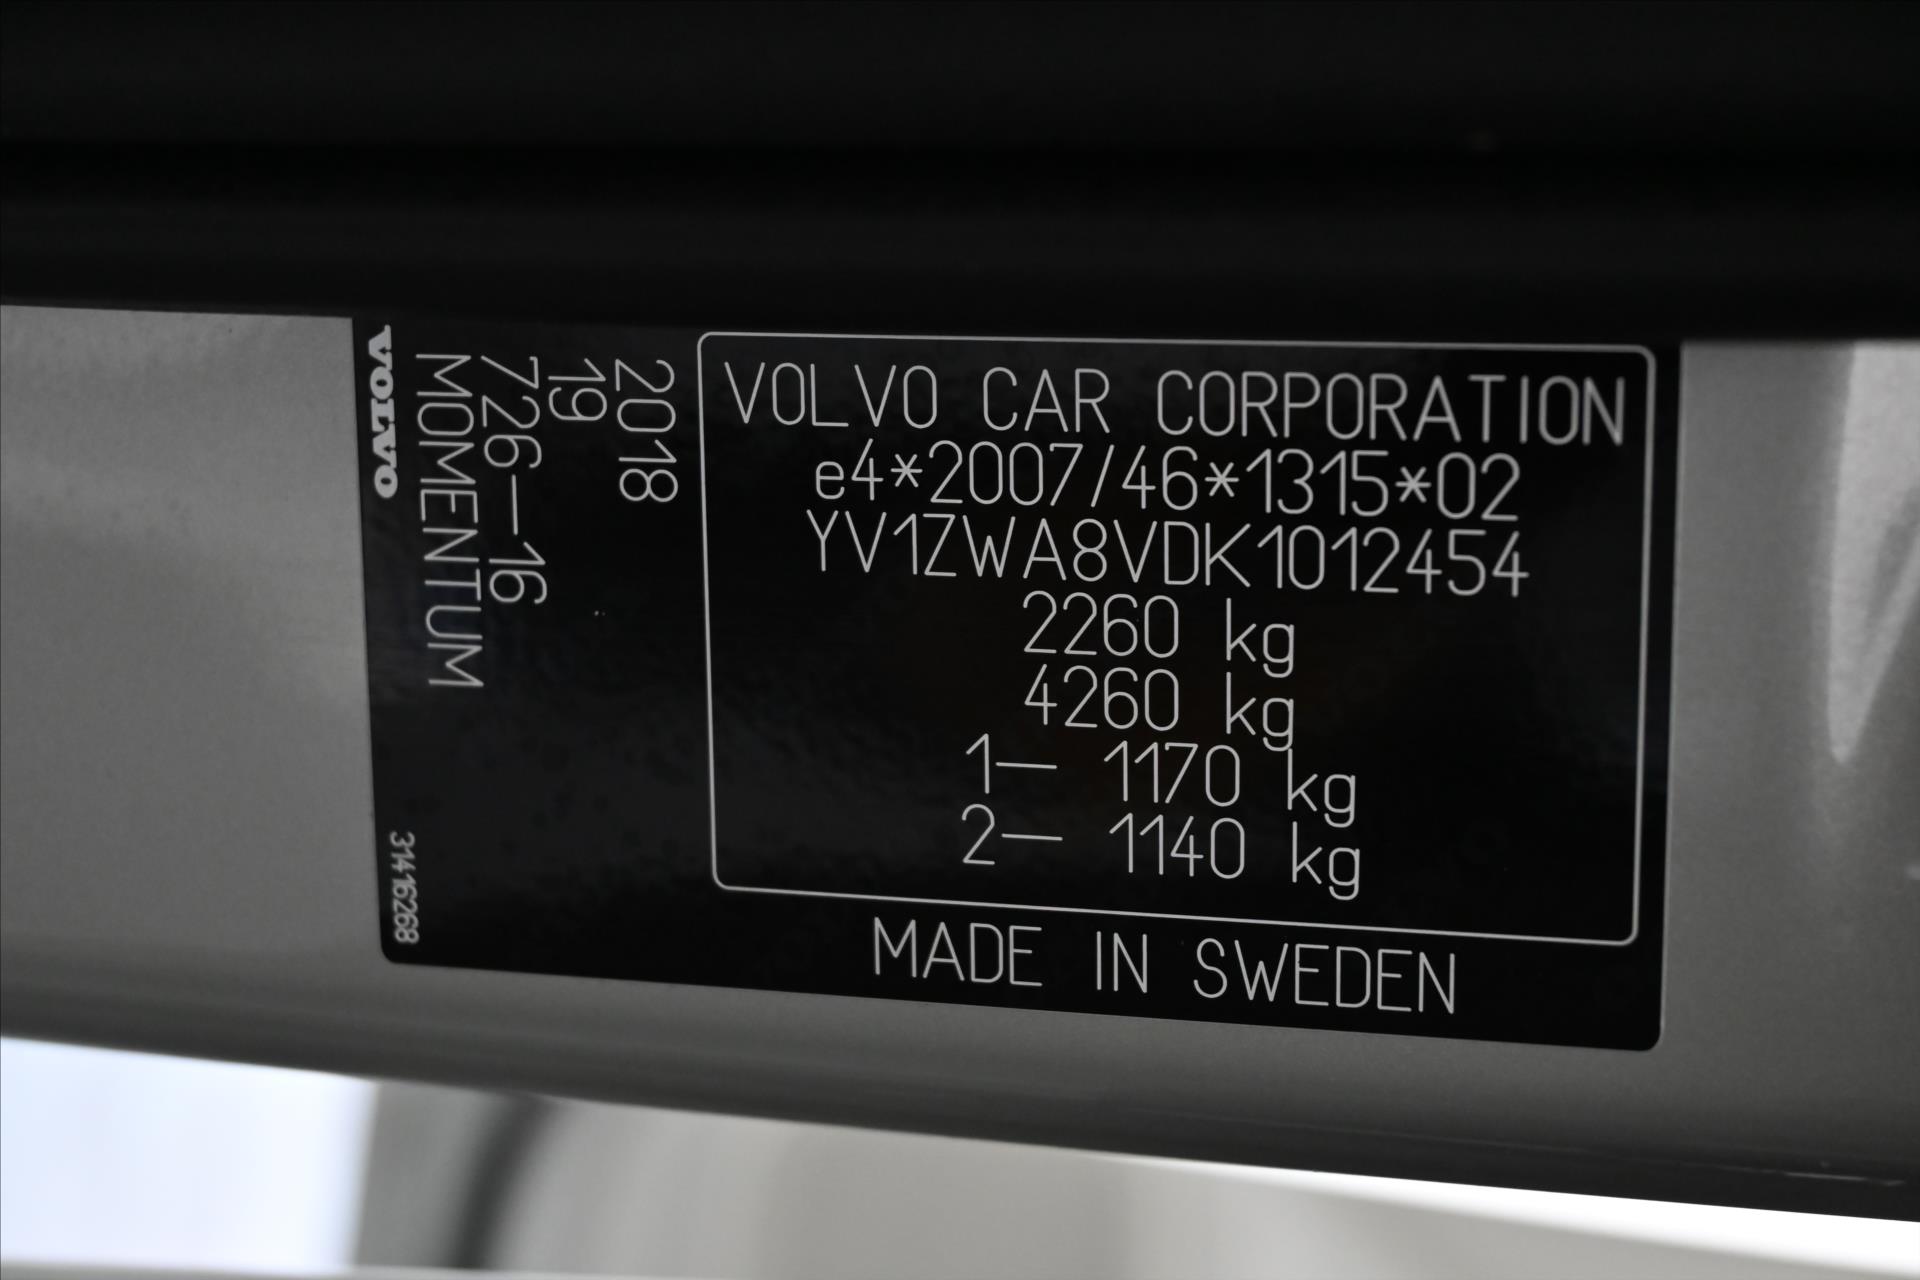 VOLVO CAR CORPORATION
e4*2007/46*1315*02
YV1ZWA8VDK1012454
2260 kg
4260 kg
1— 1170 kg
2— 1140 kg
MADE IN SWEDEN
2018
19
726—16
MOMENTUM
VOLVO
31416268